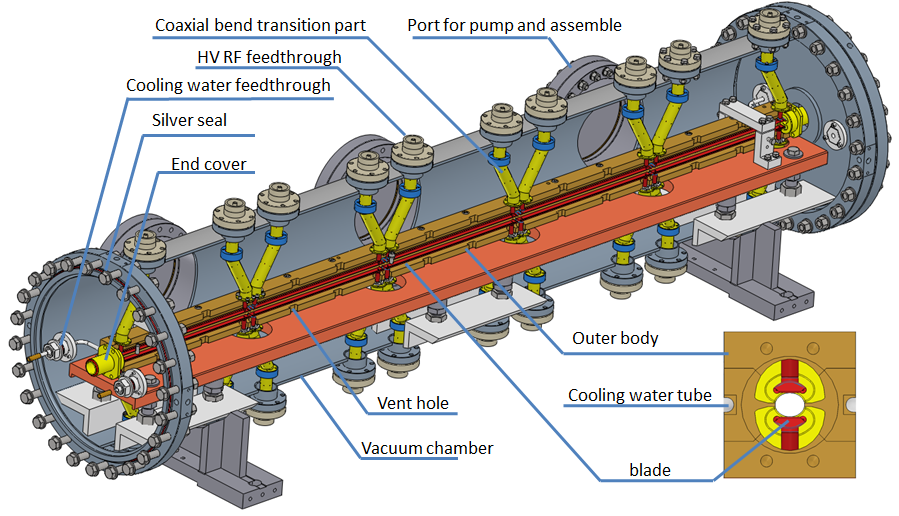 Coaxial bend transition part
Port for pump and assemble
HV RF feedthrough
Cooling water feedthrough
Silver seal
End cover
Outer body
Cooling water tube
Vent hole
Vacuum chamber
blade